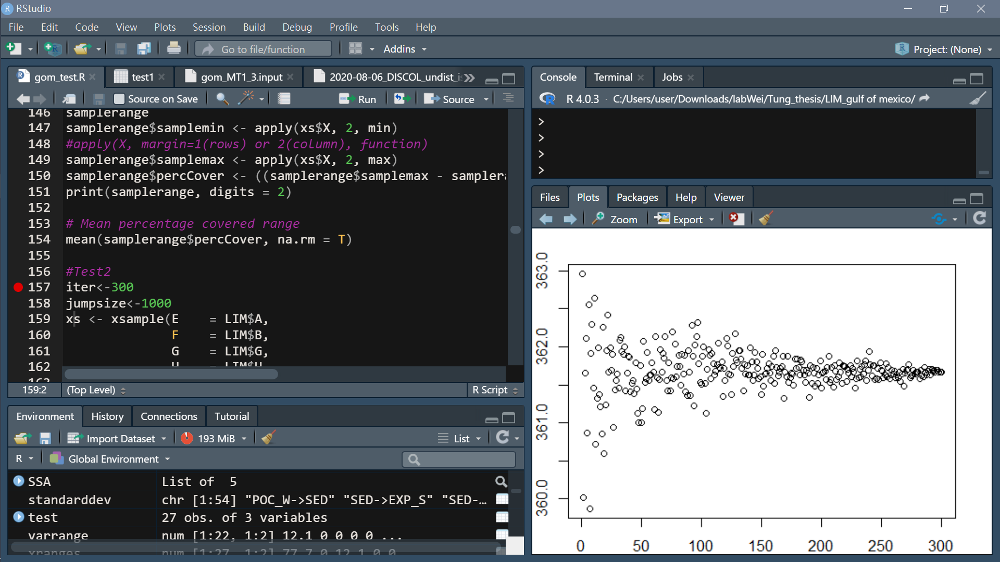 RStudio
File Edit Code View Plots Session Build Debug Profile Tools Help
Go to file/function Addins Project: (None)
gom_test.R test1 gom_MT1_3.input 2020-08-06_DISCOL_undist_
Source on Save Run Source
146 samplerange
147 samplerange$samplemin <- apply(xs$X, 2, min)
148 #apply(X, margin=1(rows) or 2(column), function)
149 samplerange$samplemax <- apply(xs$X, 2, max)
150 samplerange$percCover <- ((samplerange$samplemax - sampler
151 print(samplerange, digits = 2)
152
153 # Mean percentage covered range
154 mean(samplerange$percCover, na.rm = T)
155
156 #Test2
157 iter<-300
158 jumpsize<-1000
159 xs <- xsample(E = LIM$A,
160 F = LIM$B,
161 G = LIM$G,
162 H = LIM$H
163
159:2 (Top Level) R Script
Environment History Connections Tutorial
Import Dataset 193 MiB List
R Global Environment
SSA List of 5
standarddev chr [1:54] "POC_W->SED" "SED->EXP_S" "SED-…
test 27 obs. of 3 variables
varrange num [1:22, 1:2] 12.1 0 0 0 0 ...
xranges num [1:27, 1:2] 77.7 0 12.1 0 0
Console Terminal Jobs
R 4.0.3 · C:/Users/user/Downloads/labWei/Tung_thesis/LIM_gulf of mexico/
>
>
>
>
Files Plots Packages Help Viewer
Zoom Export
363.0
362.0
361.0
360.0
0 50 100 150 200 250 300